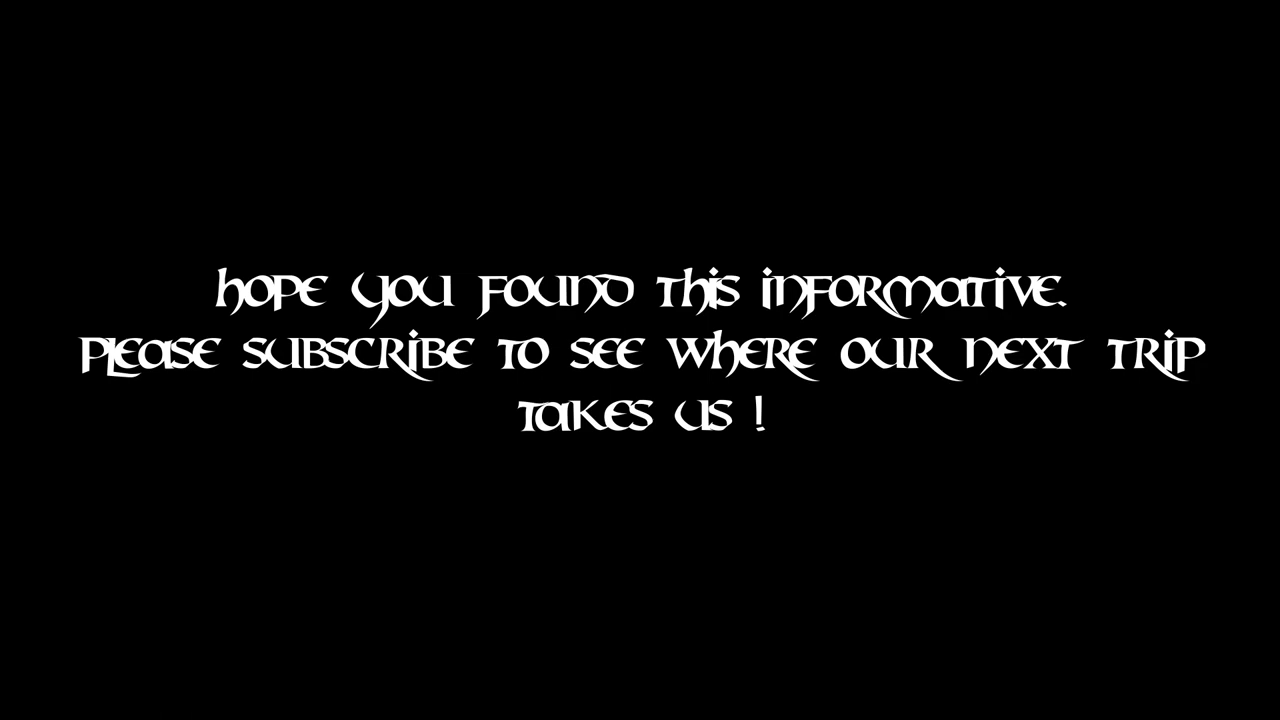 Hope you found this informative.
Please subscribe to see where our next trip
takes us !